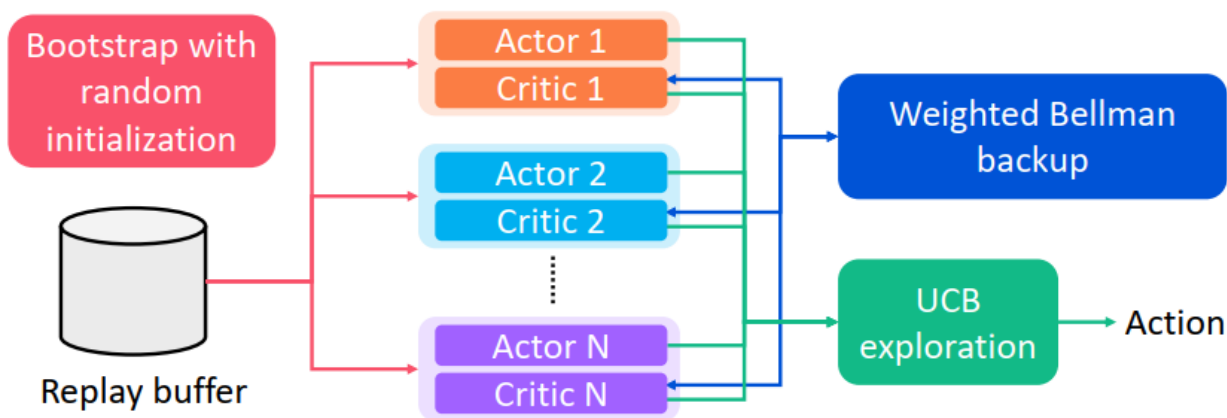 Bootstrap with
random
initialization
Replay buffer
Actor 1
Critic 1
Actor 2
Critic 2
Actor N
Critic N
Weighted Bellman
backup
UCB
exploration
Action